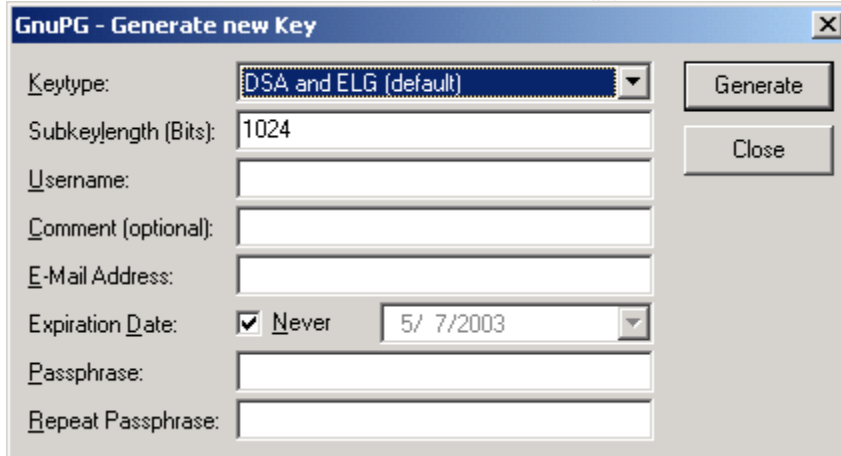 GnuPG - Generate new Key
Keytype: DSA and ELG (default) Generate
Subkeylength (Bits): 1024
Close
Username:
Comment (optional):
E-Mail Address:
Expiration Date: Never 5/ 7/2003
Passphrase:
Repeat Passphrase: